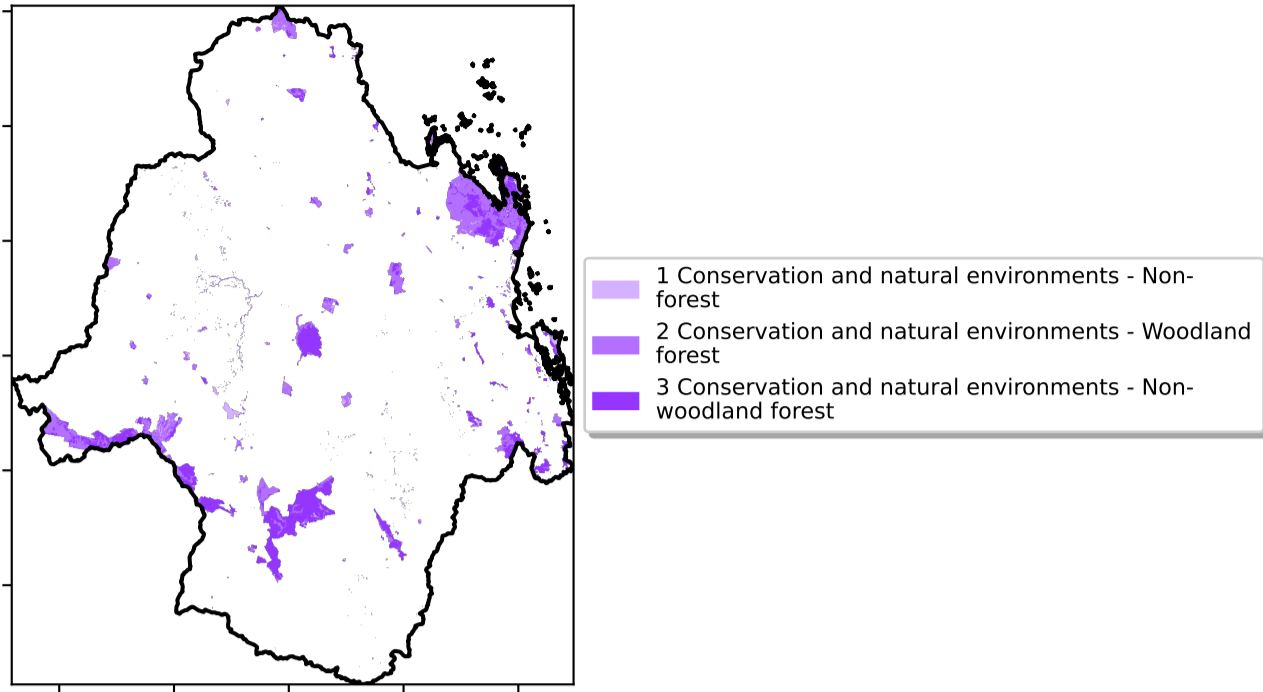 1 Conservation and natural environments - Non-
forest
2 Conservation and natural environments - Woodland
forest
3 Conservation and natural environments - Non-
woodland forest